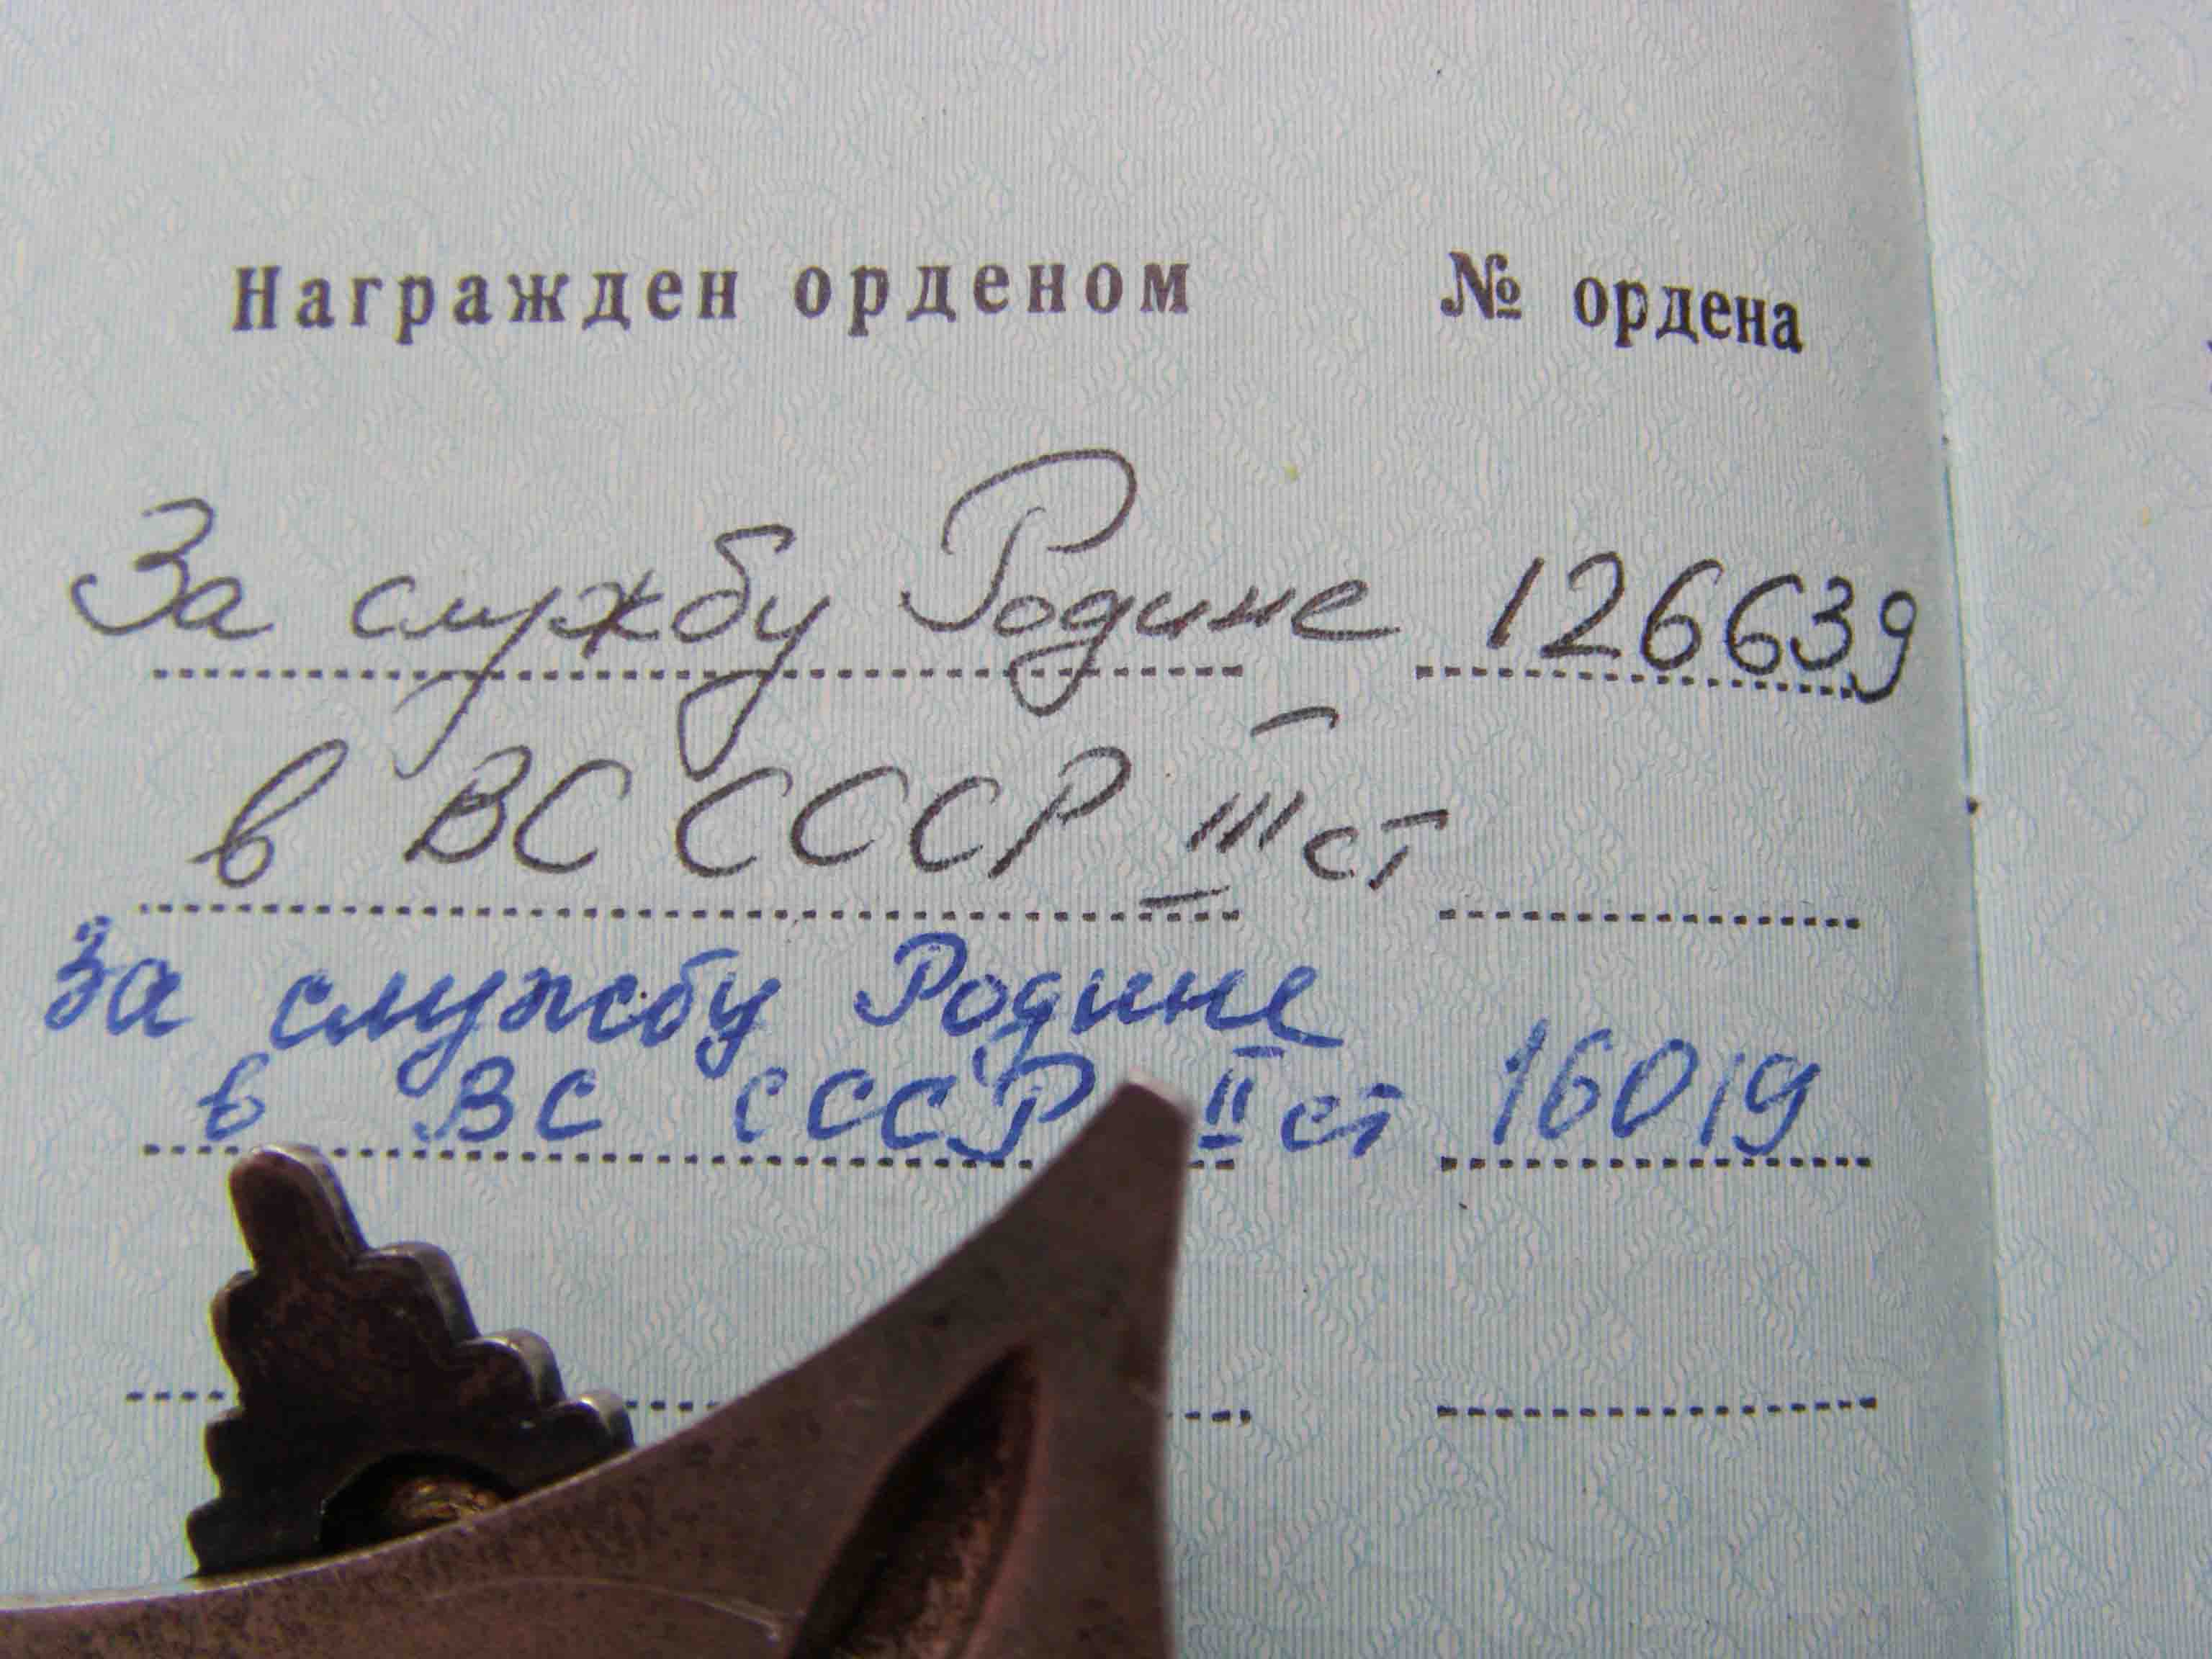 Награжден орденом № ордена
За службу Родине 126639
в ВС СССР III ст
За службу Родине
в ВС СССР II ст 16019